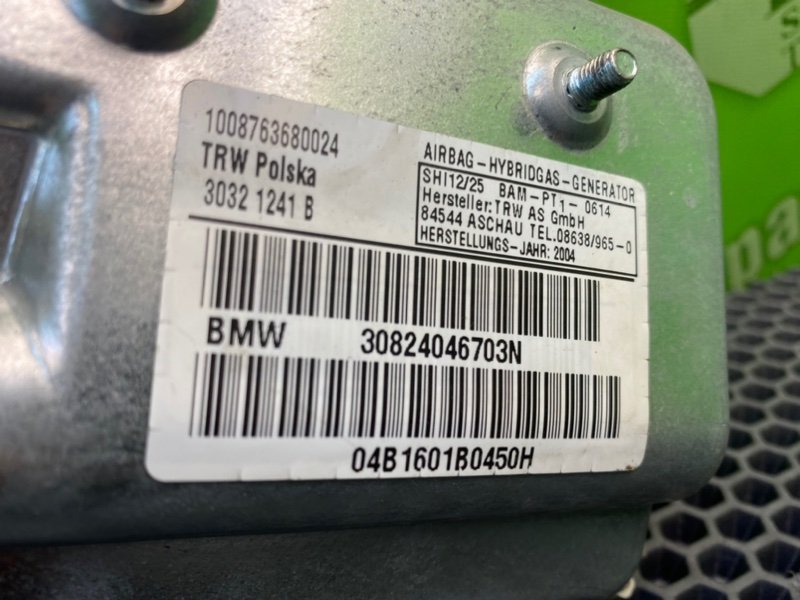 1008763680024
TRW Polska
3032 1241 B
AIRBAG-HYBRIDGAS-GENERATOR
SHI12/25 BAM-PT1- 0614
Hersteller:TRW AS GmbH
84544 ASCHAU TEL.08638/965-0
HERSTELLUNGS-JAHR: 2004
BMW 30824046703N
04B1601B0450H